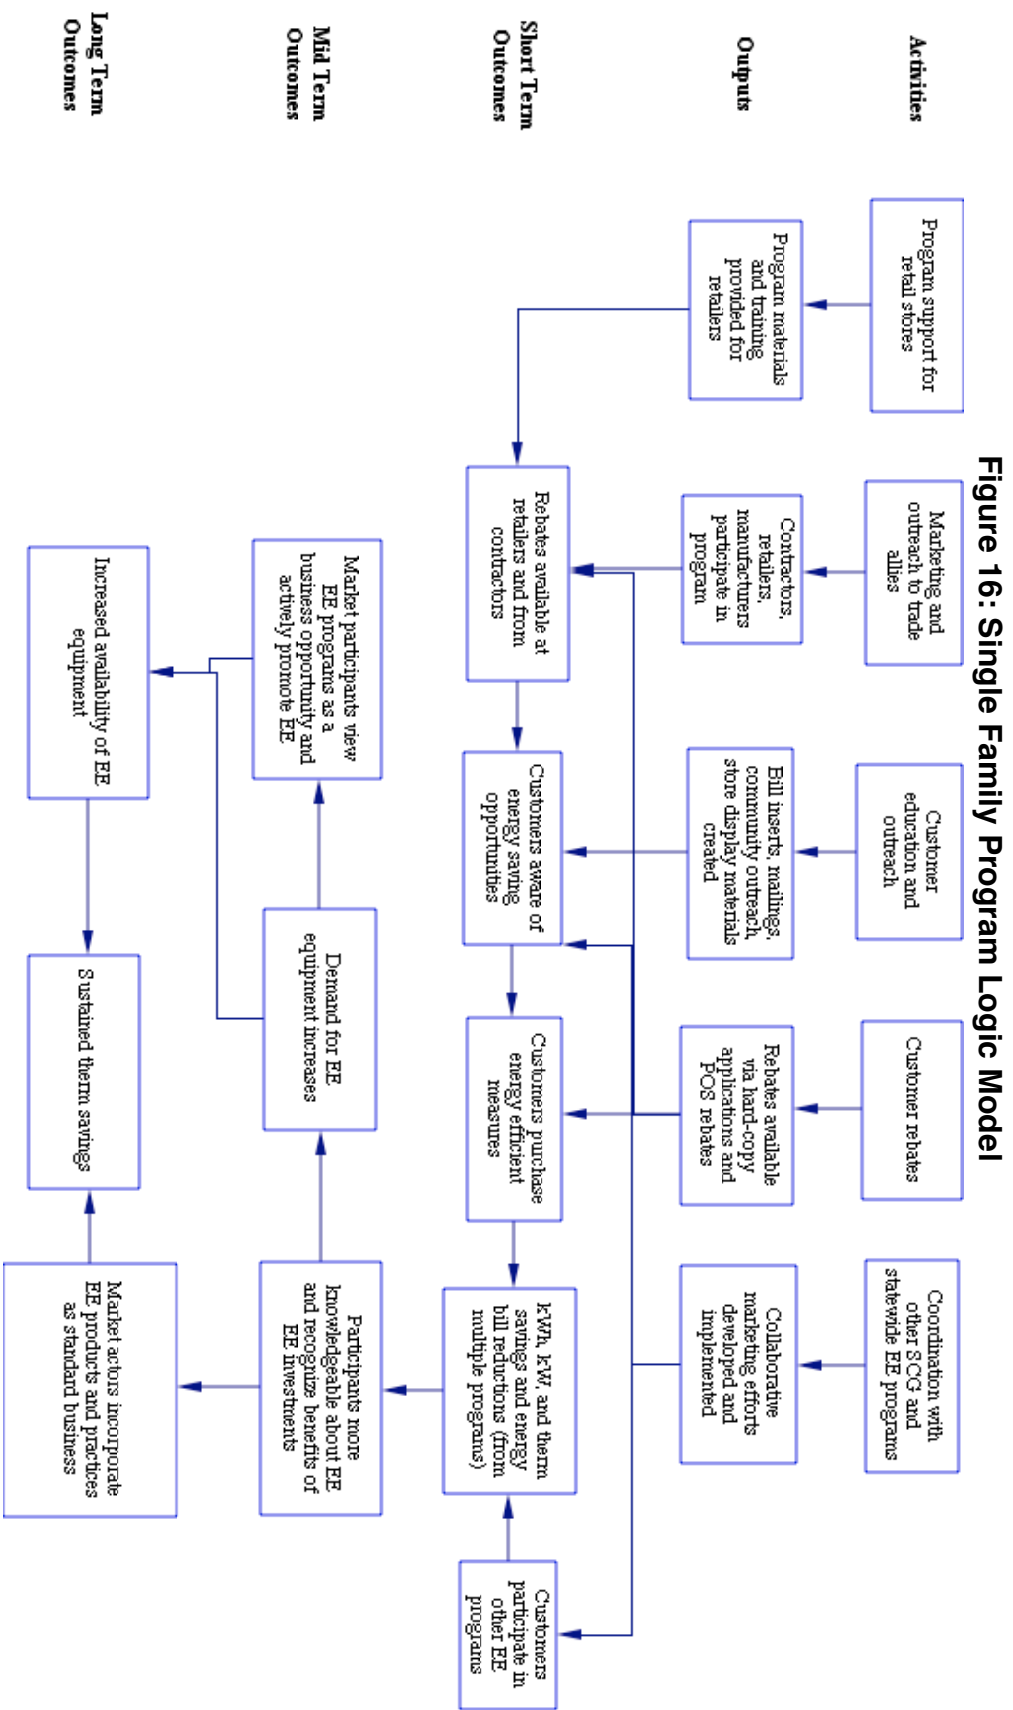 Figure 16: Single Family Program Logic Model
Activities
Program support for
retail stores
Marketing and
outreach to trade
allies
Customer
education and
outreach
Customer rebates
Coordination with
other SCG and
statewide EE programs
Outputs
Program materials
and training
provided for
retailers
Contractors,
retailers,
manufacturers
participate in
program
Bill inserts, mailings,
community outreach,
store display materials
created
Rebates available
via hard-copy
applications and
POS rebates
Collaborative
marketing efforts
developed and
implemented
Short Term
Outcomes
Rebates available at
retailers and from
contractors
Customers aware of
energy saving
opportunities
Customers purchase
energy efficient
measures
kWh, kW, and therm
savings and energy
bill reductions (from
multiple programs)
Customers
participate in
other EE
programs
Mid Term
Outcomes
Market participants view
EE programs as a
business opportunity and
actively promote EE
Demand for EE
equipment increases
Participants more
knowledgeable about EE
and recognize benefits of
EE investments
Long Term
Outcomes
Increased availability of EE
equipment
Sustained therm savings
Market actors incorporate
EE products and practices
as standard business